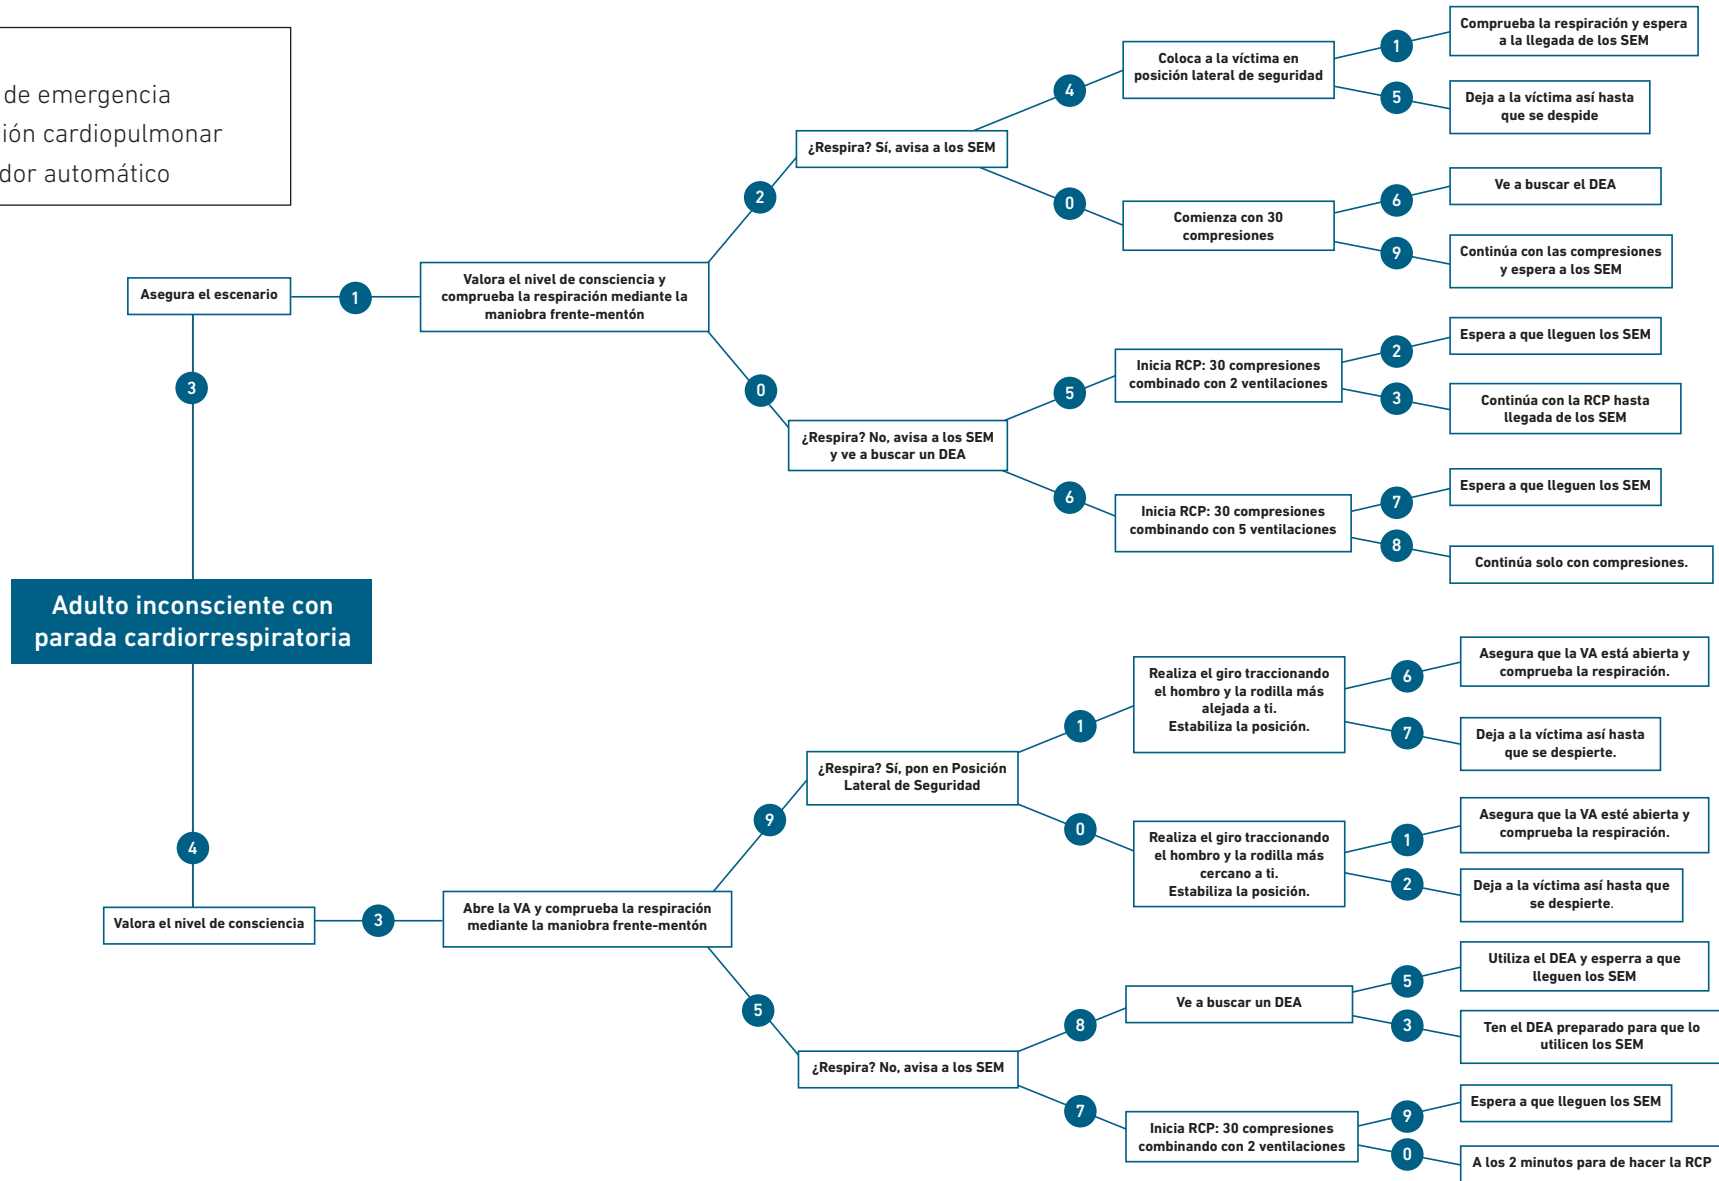 de emergencia
ción cardiopulmonar
dor automático
Adulto inconsciente con
parada cardiorrespiratoria
3
Asegura el escenario
1
Valora el nivel de consciencia y
comprueba la respiración mediante la
maniobra frente-mentón
2
¿Respira? Sí, avisa a los SEM
4
Coloca a la víctima en
posición lateral de seguridad
1
Comprueba la respiración y espera
a la llegada de los SEM
5
Deja a la víctima así hasta
que se despide
0
Comienza con 30
compresiones
6
Ve a buscar el DEA
9
Continúa con las compresiones
y espera a los SEM
0
¿Respira? No, avisa a los SEM
y ve a buscar un DEA
5
Inicia RCP: 30 compresiones
combinado con 2 ventilaciones
2
Espera a que lleguen los SEM
3
Continúa con la RCP hasta
llegada de los SEM
6
Inicia RCP: 30 compresiones
combinando con 5 ventilaciones
7
Espera a que lleguen los SEM
8
Continúa solo con compresiones.
4
Valora el nivel de consciencia
3
Abre la VA y comprueba la respiración
mediante la maniobra frente-mentón
9
¿Respira? Sí, pon en Posición
Lateral de Seguridad
1
Realiza el giro traccionando
el hombro y la rodilla más
alejada a ti.
Estabiliza la posición.
6
Asegura que la VA está abierta y
comprueba la respiración.
7
Deja a la víctima así hasta
que se despierte.
0
Realiza el giro traccionando
el hombro y la rodilla más
cercano a ti.
Estabiliza la posición.
1
Asegura que la VA esté abierta y
comprueba la respiración.
2
Deja a la víctima así hasta que
se despierte.
5
¿Respira? No, avisa a los SEM
8
Ve a buscar un DEA
5
Utiliza el DEA y esperra a que
lleguen los SEM
3
Ten el DEA preparado para que lo
utilicen los SEM
7
Inicia RCP: 30 compresiones
combinando con 2 ventilaciones
9
Espera a que lleguen los SEM
0
A los 2 minutos para de hacer la RCP